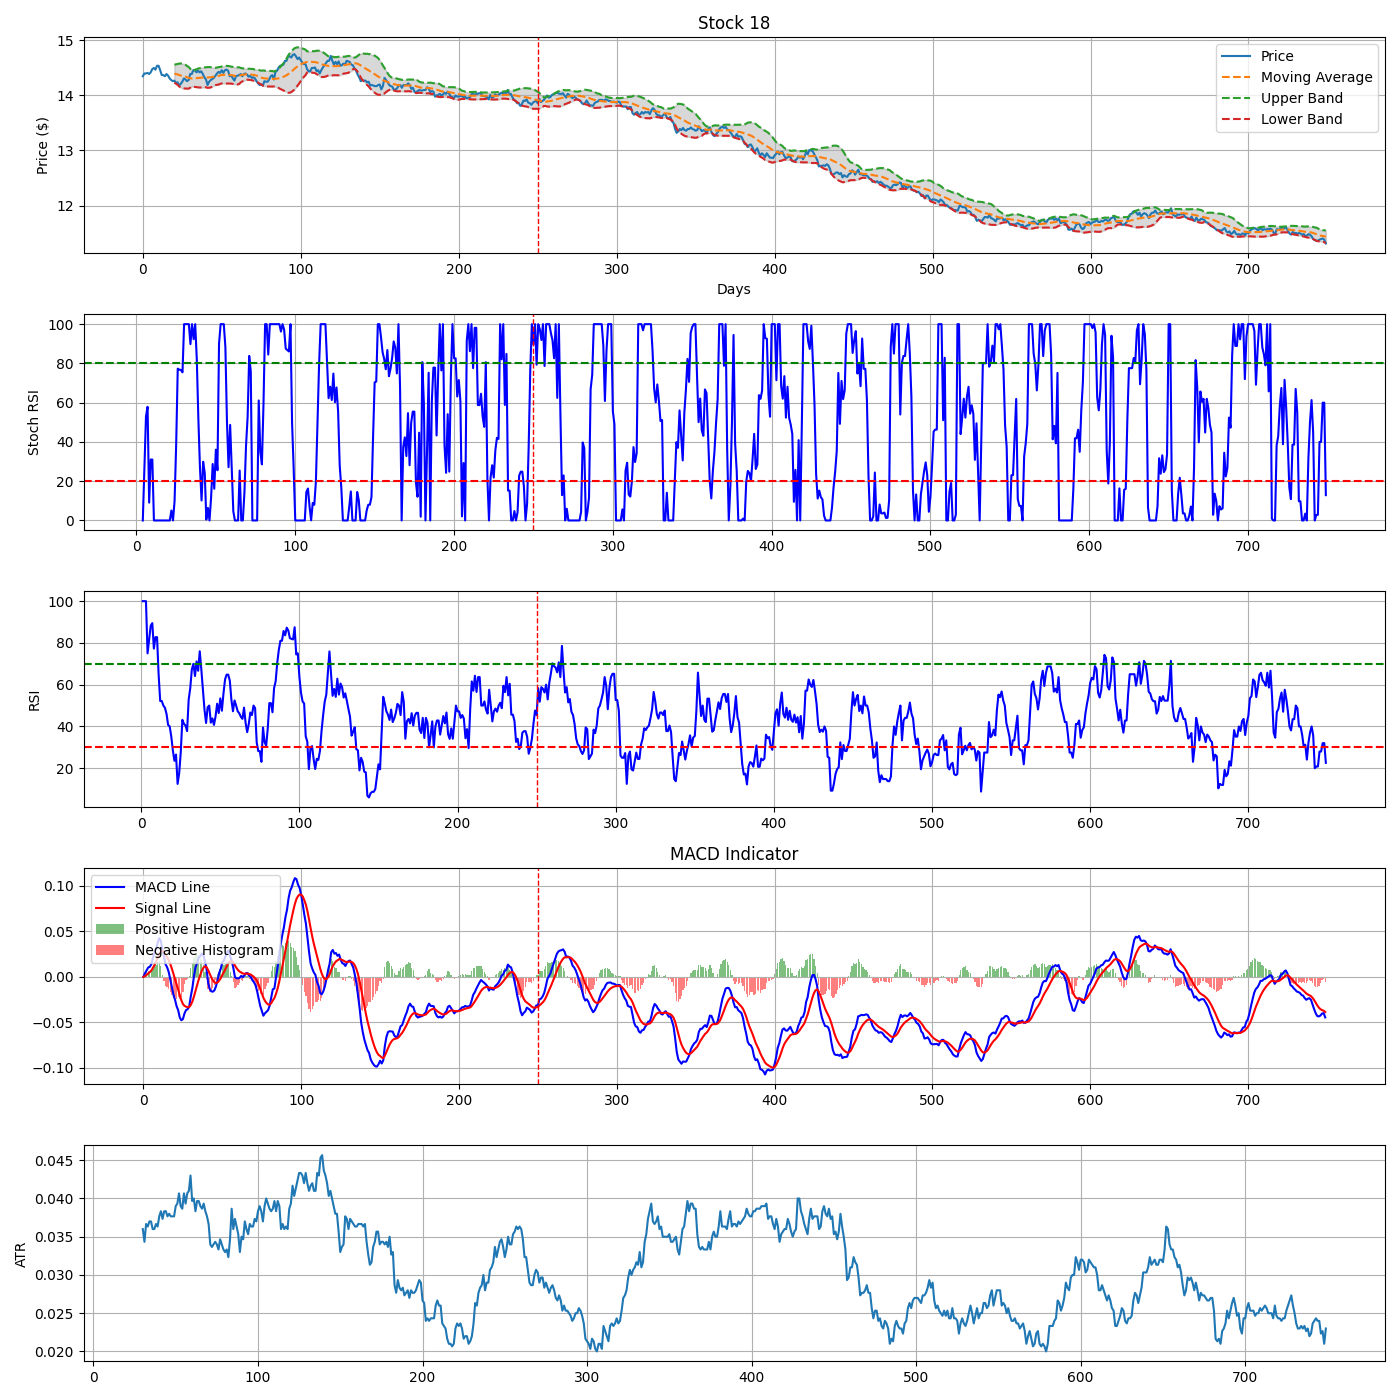 Stock 18
Price ($)
15
14
13
12
Price
Moving Average
Upper Band
Lower Band
0 100 200 300 400 500 600 700
Days
Stoch RSI
100
80
60
40
20
0
0 100 200 300 400 500 600 700
RSI
100
80
60
40
20
0 100 200 300 400 500 600 700
MACD Indicator
0.10
0.05
0.00
−0.05
−0.10
MACD Line
Signal Line
Positive Histogram
Negative Histogram
0 100 200 300 400 500 600 700
ATR
0.045
0.040
0.035
0.030
0.025
0.020
0 100 200 300 400 500 600 700